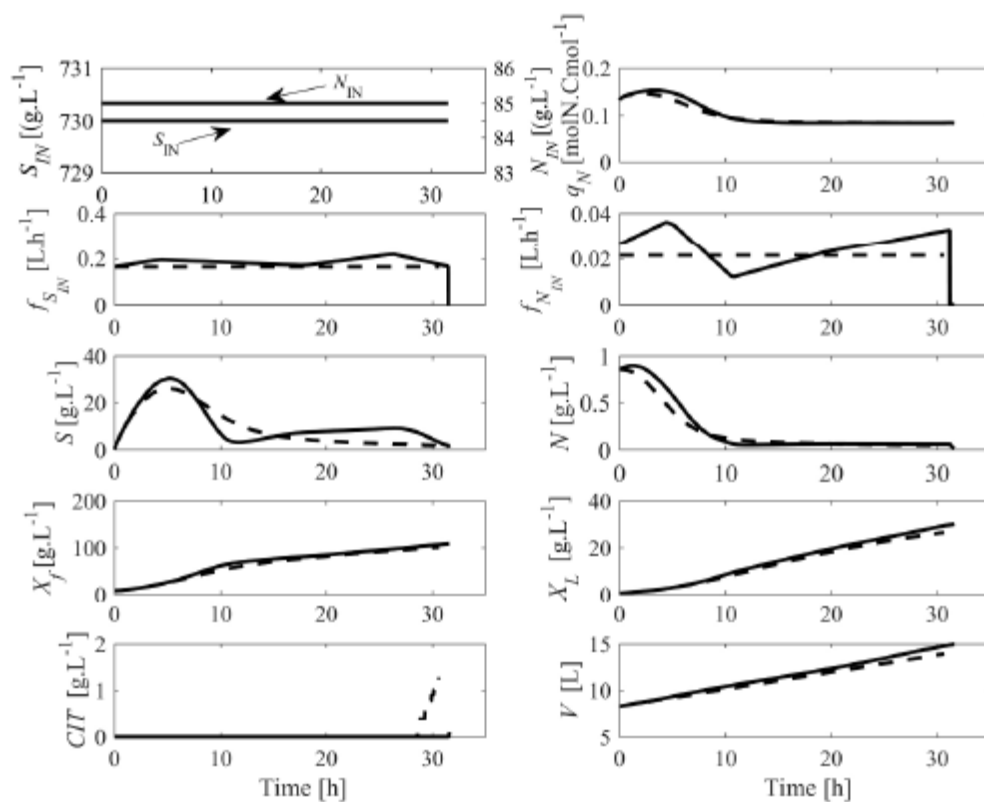 S_IN [(g.L⁻¹)
731
730
729
N_IN
S_IN
0 10 20 30
86
85
84
83
N_IN [(g.L⁻¹)
q_N [molN.Cmol⁻¹]
0.2
0.1
0
0 10 20 30
f_S_IN [L.h⁻¹]
0.4
0.2
0
0 10 20 30
f_N_IN [L.h⁻¹]
0.04
0.02
0
0 10 20 30
S [g.L⁻¹]
40
20
0
0 10 20 30
N [g.L⁻¹]
1
0.5
0
0 10 20 30
X_f [g.L⁻¹]
200
100
0
0 10 20 30
X_L [g.L⁻¹]
40
20
0
0 10 20 30
CIT [g.L⁻¹]
2
1
0
0 10 20 30
Time [h]
V [L]
15
10
5
0 10 20 30
Time [h]